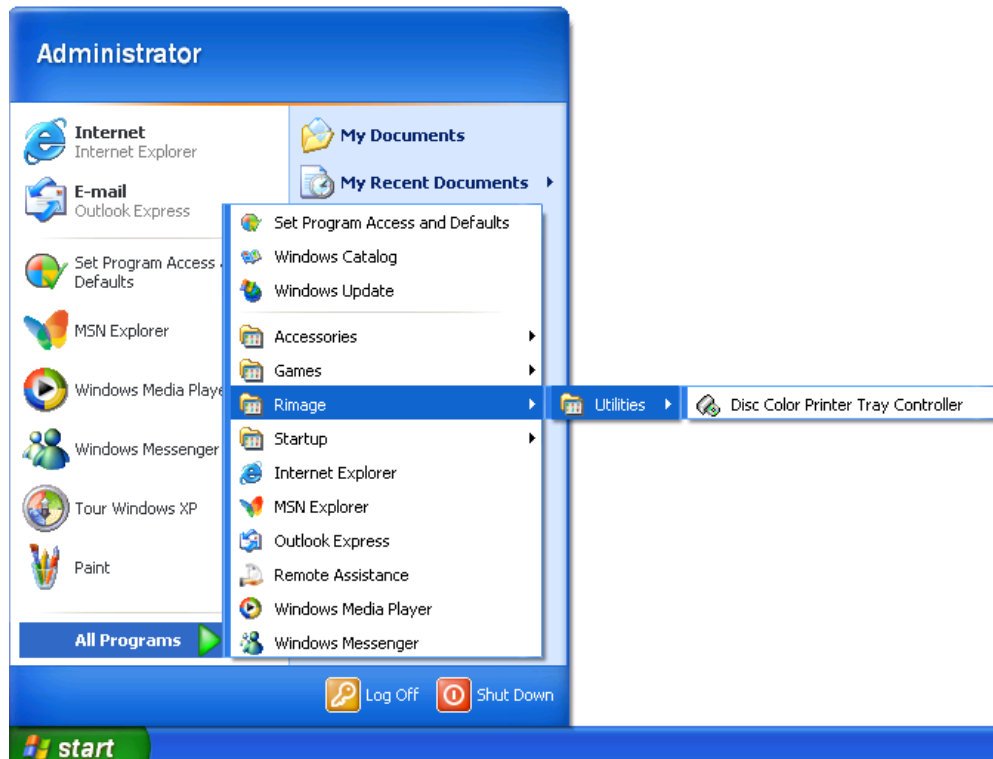 Administrator
Internet
Internet Explorer
E-mail
Outlook Express
Set Program Access
Defaults
MSN Explorer
Windows Media Playe
Windows Messenger
Tour Windows XP
Paint
All Programs
My Documents
My Recent Documents
Set Program Access and Defaults
Windows Catalog
Windows Update
Accessories
Games
Rimage
Startup
Internet Explorer
MSN Explorer
Outlook Express
Remote Assistance
Windows Media Player
Windows Messenger
Utilities
Disc Color Printer Tray Controller
Log Off
Shut Down
start